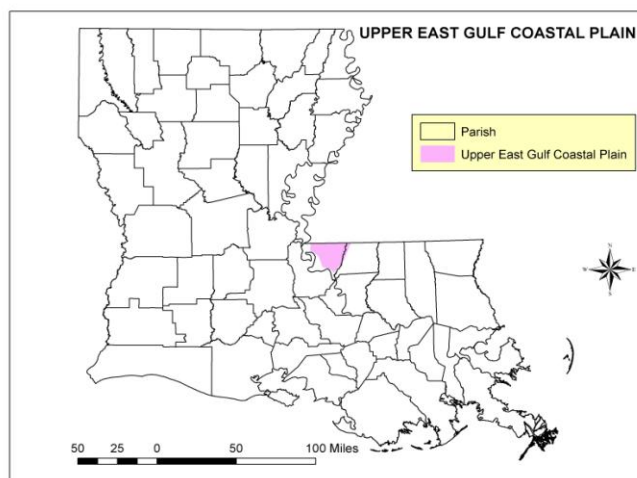 UPPER EAST GULF COASTAL PLAIN
Parish
Upper East Gulf Coastal Plain
N
W E
S
50 25 0 50 100 Miles